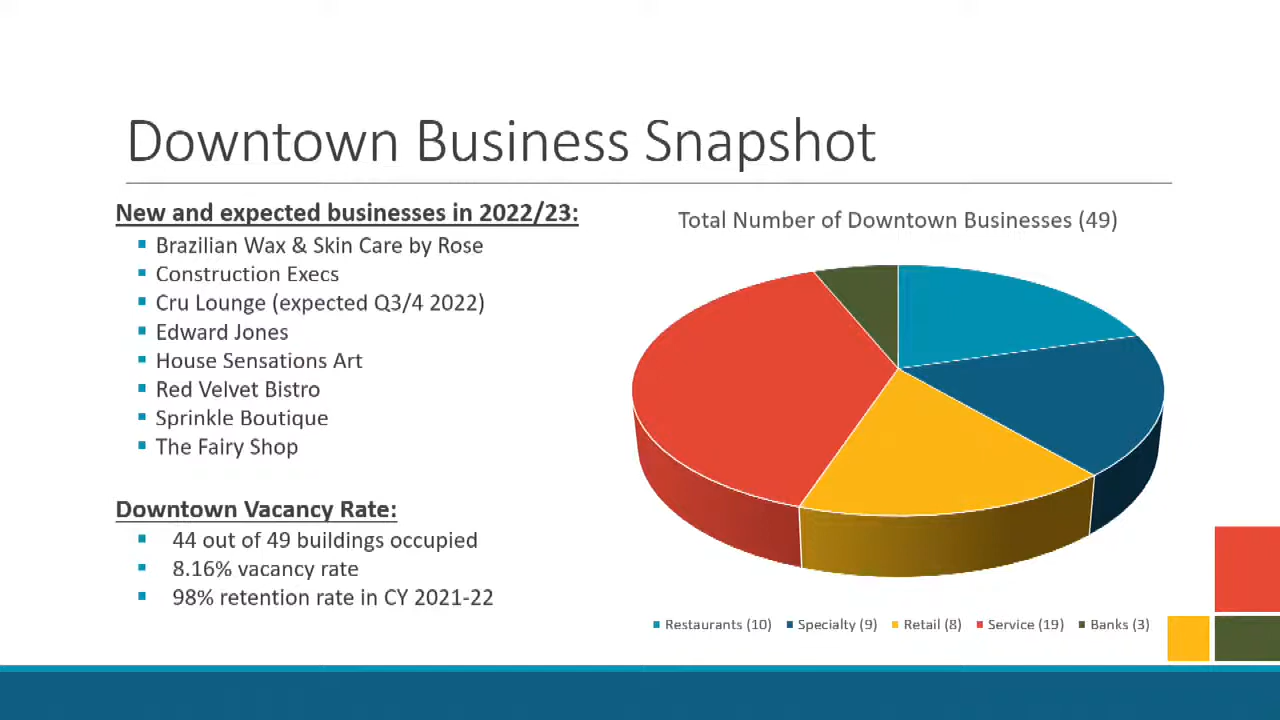 Downtown Business Snapshot
New and expected businesses in 2022/23:
Brazilian Wax & Skin Care by Rose
Construction Execs
Cru Lounge (expected Q3/4 2022)
Edward Jones
House Sensations Art
Red Velvet Bistro
Sprinkle Boutique
The Fairy Shop
Downtown Vacancy Rate:
44 out of 49 buildings occupied
8.16% vacancy rate
98% retention rate in CY 2021-22
Total Number of Downtown Businesses (49)
Restaurants (10) Specialty (9) Retail (8) Service (19) Banks (3)